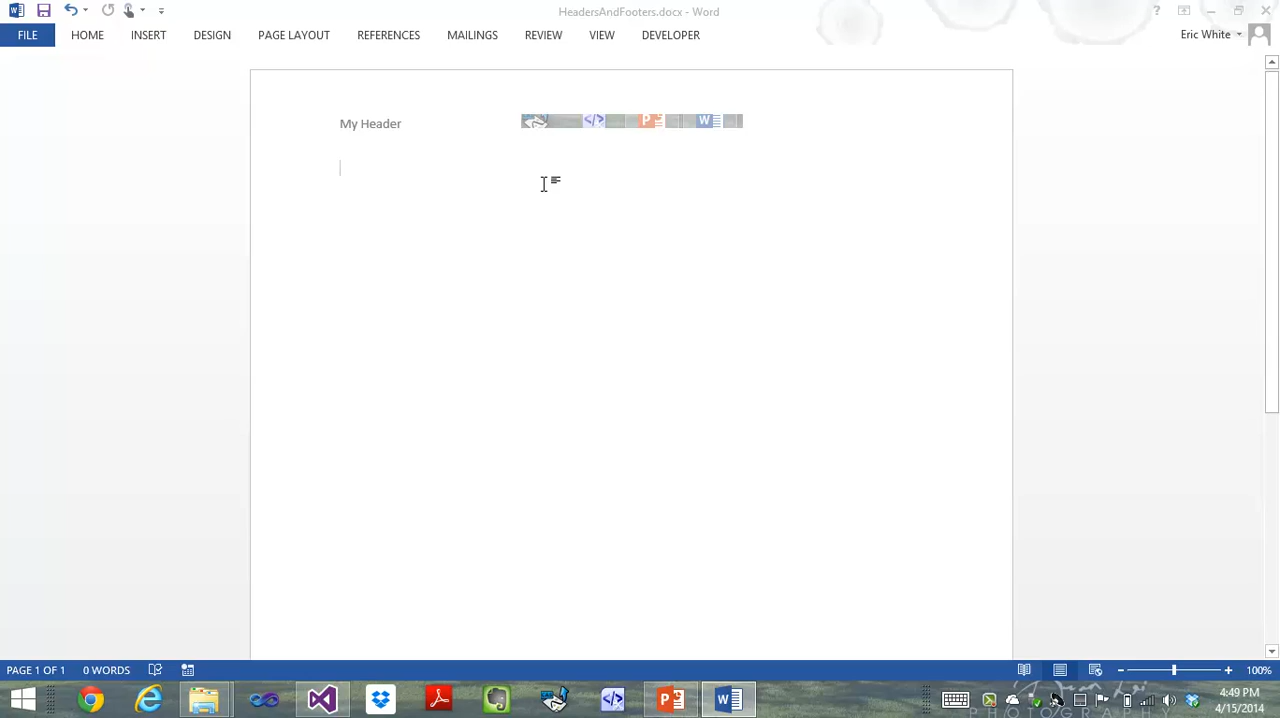 HeadersAndFooters.docx - Word
?
FILE HOME INSERT DESIGN PAGE LAYOUT REFERENCES MAILINGS REVIEW VIEW DEVELOPER Eric White
My Header
PAGE 1 OF 1 0 WORDS 100%
4:49 PM
4/15/2014
PHOTOGRAPH